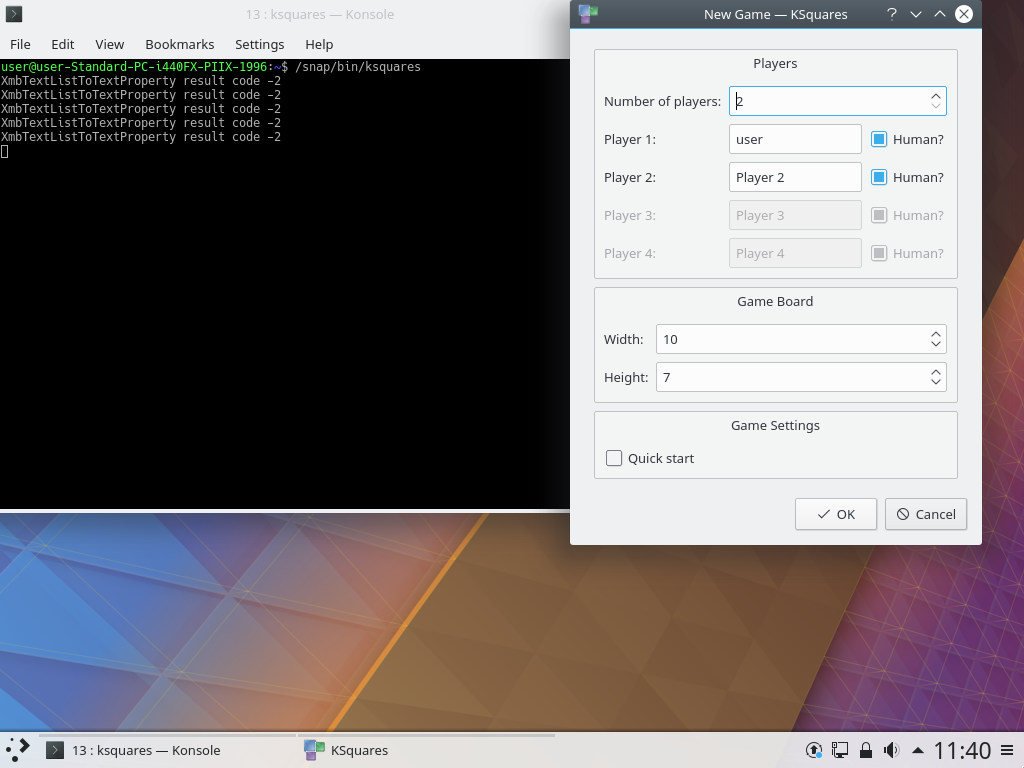 13 : ksquares — Konsole
File Edit View Bookmarks Settings Help
user@user-Standard-PC-i440FX-PIIX-1996:~$ /snap/bin/ksquares
XmbTextListToTextProperty result code -2
XmbTextListToTextProperty result code -2
XmbTextListToTextProperty result code -2
XmbTextListToTextProperty result code -2
XmbTextListToTextProperty result code -2
New Game — KSquares
Players
Number of players: 2
Player 1: user Human?
Player 2: Player 2 Human?
Player 3: Player 3 Human?
Player 4: Player 4 Human?
Game Board
Width: 10
Height: 7
Game Settings
Quick start
OK Cancel
13 : ksquares — Konsole KSquares 11:40